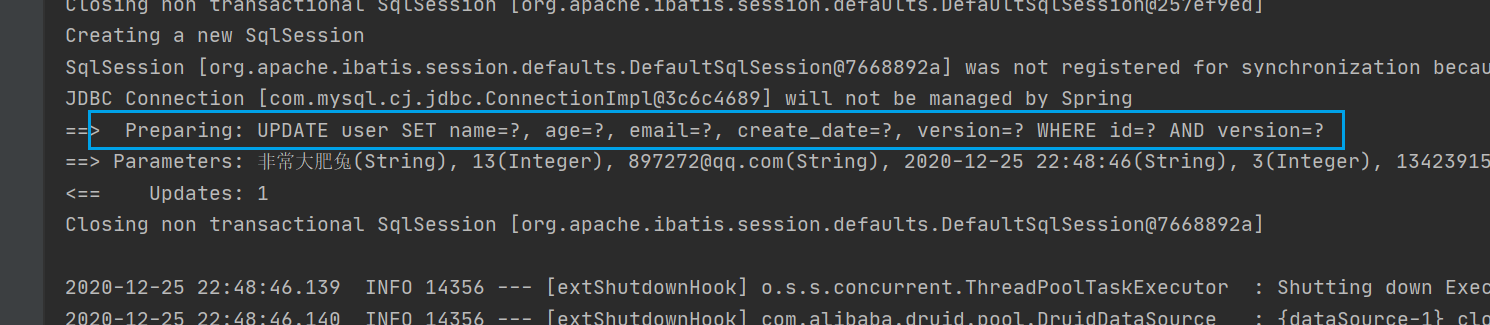 Closing non transactional SqlSession [org.apache.ibatis.session.defaults.DefaultSqlSession@257ef9ed]
Creating a new SqlSession
SqlSession [org.apache.ibatis.session.defaults.DefaultSqlSession@7668892a] was not registered for synchronization becau
JDBC Connection [com.mysql.cj.jdbc.ConnectionImpl@3c6c4689] will not be managed by Spring
==>  Preparing: UPDATE user SET name=?, age=?, email=?, create_date=?, version=? WHERE id=? AND version=?
==> Parameters: 非常大肥兔(String), 13(Integer), 897272@qq.com(String), 2020-12-25 22:48:46(String), 3(Integer), 13423915
<==    Updates: 1
Closing non transactional SqlSession [org.apache.ibatis.session.defaults.DefaultSqlSession@7668892a]
2020-12-25 22:48:46.139  INFO 14356 --- [extShutdownHook] o.s.s.concurrent.ThreadPoolTaskExecutor  : Shutting down Exec
2020-12-25 22:48:46.140  INFO 14356 --- [extShutdownHook] com.alibaba.druid.pool.DruidDataSource   : {dataSource-1} clo